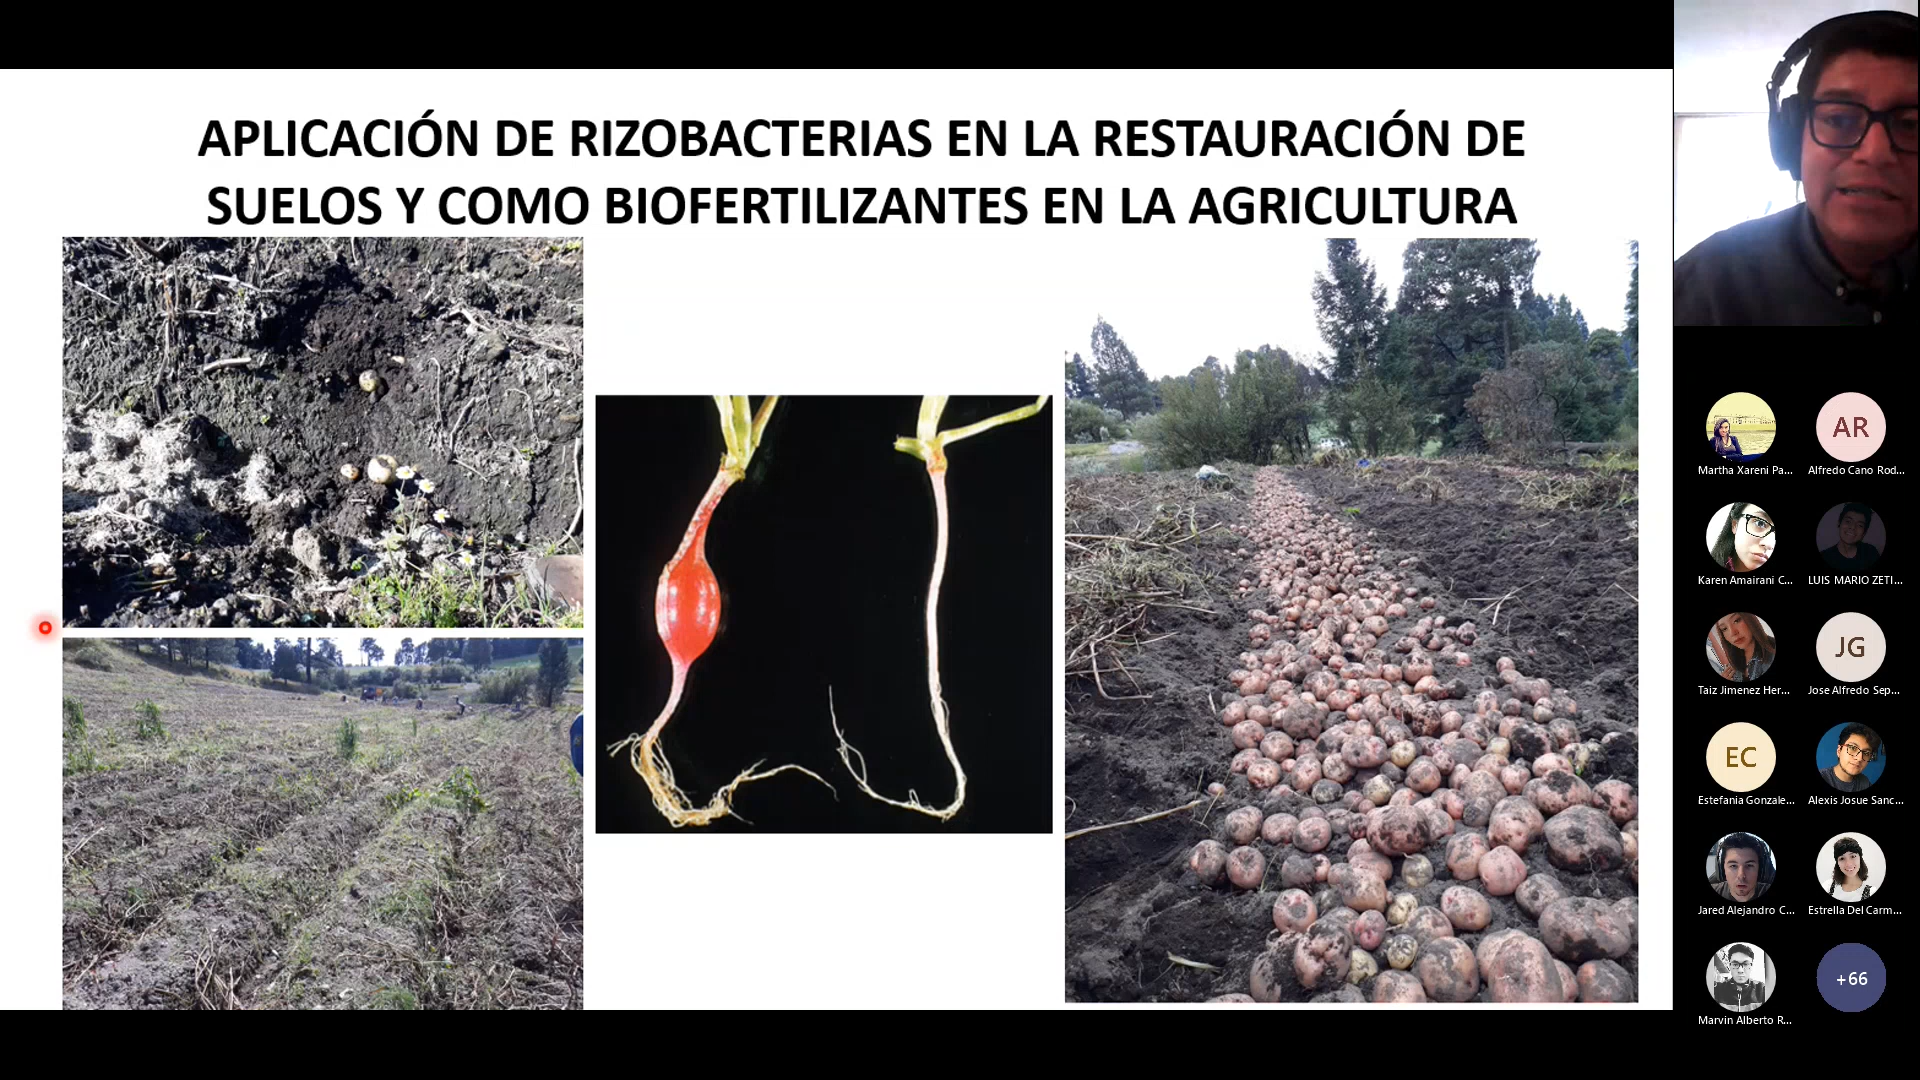 APLICACIÓN DE RIZOBACTERIAS EN LA RESTAURACIÓN DE
SUELOS Y COMO BIOFERTILIZANTES EN LA AGRICULTURA
AR
Martha Xareni Pa...
Alfredo Cano Rod...
Karen Amairani C...
LUIS MARIO ZETI...
JG
Taiz Jimenez Her...
Jose Alfredo Sep...
EC
Estefania Gonzale...
Alexis Josue Sanc...
Jared Alejandro C...
Estrella Del Carm...
+66
Marvin Alberto R...